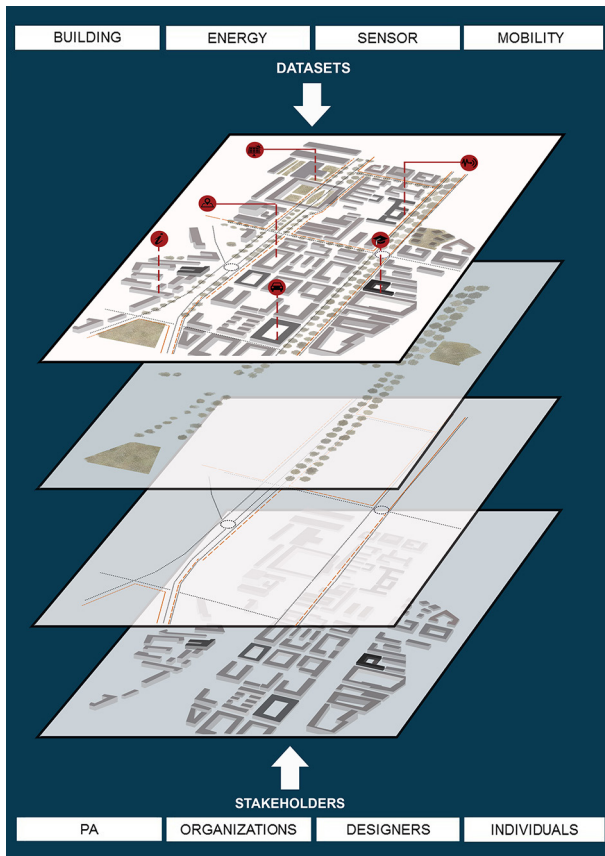 BUILDING
ENERGY
SENSOR
MOBILITY
DATASETS
STAKEHOLDERS
PA
ORGANIZATIONS
DESIGNERS
INDIVIDUALS